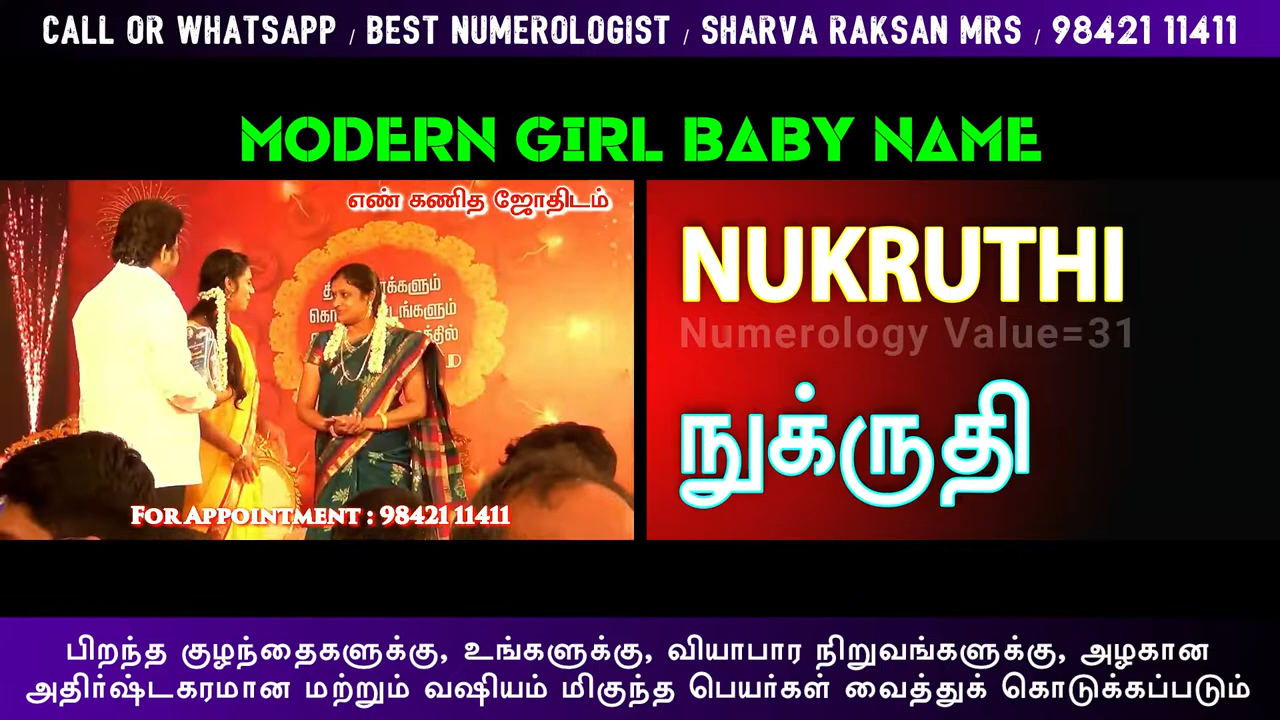 CALL OR WHATSAPP / BEST NUMEROLOGIST / SHARVA RAKSAN MRS / 98421 11411
MODERN GIRL BABY NAME
எண் கணித ஜோதிடம்
FOR APPOINTMENT : 98421 11411
NUKRUTHI
Numerology Value=31
நுக்ருதி
பிறந்த குழந்தைகளுக்கு, உங்களுக்கு, வியாபார நிறுவங்களுக்கு, அழகான
அதிர்ஷ்டகரமான மற்றும் வஷியம் மிகுந்த பெயர்கள் வைத்துக் கொடுக்கப்படும்